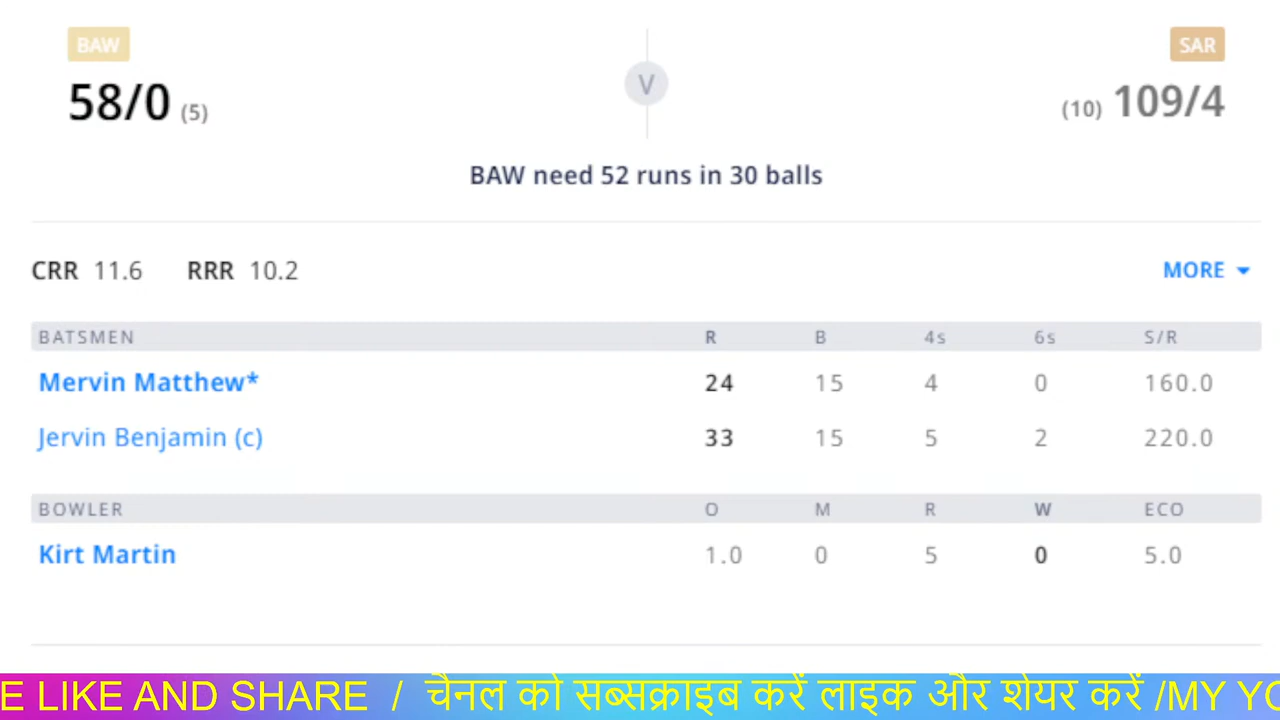 BAW SAR
58/0 (5) V (10) 109/4
BAW need 52 runs in 30 balls
CRR 11.6 RRR 10.2 MORE
BATSMEN R B 4s 6s S/R
Mervin Matthew* 24 15 4 0 160.0
Jervin Benjamin (c) 33 15 5 2 220.0
BOWLER O M R W ECO
Kirt Martin 1.0 0 5 0 5.0
E LIKE AND SHARE / चैनल को सब्सक्राइब करें लाइक और शेयर करें /MY YO